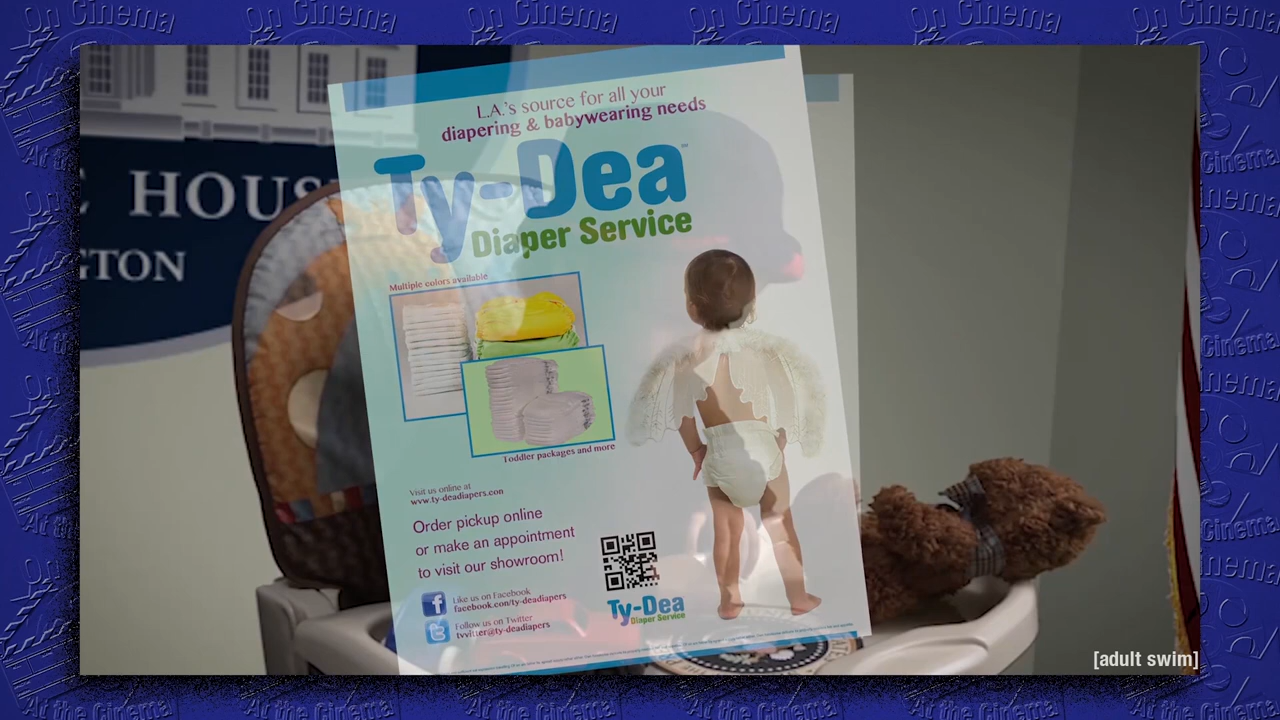 On Cinema
At the Cinema
E HOUS
GTON
L.A.'s source for all your
diapering & babywearing needs
Ty-Dea™
Diaper Service
Multiple colors available
Toddler packages and more
Visit us online at
www.ty-deadiapers.con
Order pickup online
or make an appointment
to visit our showroom!
Like us on Facebook
facebook.com/ty-deadiapers
Follow us on Twitter
tvvitter@ty-deadiapers
Ty-Dea
Diaper Service
[adult swim]